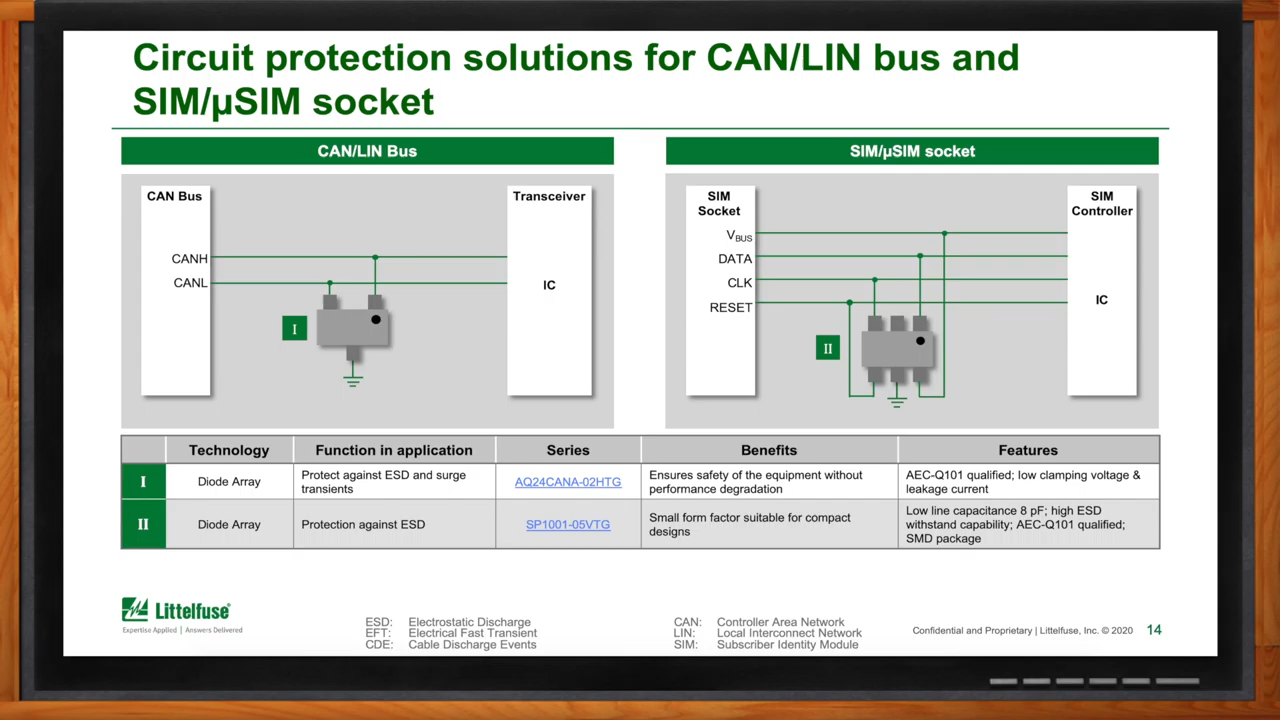 Circuit protection solutions for CAN/LIN bus and
SIM/µSIM socket
CAN/LIN Bus
CAN Bus
Transceiver
CANH
CANL
IC
I
SIM/µSIM socket
SIM
Socket
SIM
Controller
VBUS
DATA
CLK
RESET
IC
II
Technology Function in application Series Benefits Features
I Diode Array Protect against ESD and surge transients AQ24CANA-02HTG Ensures safety of the equipment without performance degradation AEC-Q101 qualified; low clamping voltage & leakage current
II Diode Array Protection against ESD SP1001-05VTG Small form factor suitable for compact designs Low line capacitance 8 pF; high ESD withstand capability; AEC-Q101 qualified; SMD package
Littelfuse®
Expertise Applied | Answers Delivered
ESD: Electrostatic Discharge
EFT: Electrical Fast Transient
CDE: Cable Discharge Events
CAN: Controller Area Network
LIN: Local Interconnect Network
SIM: Subscriber Identity Module
Confidential and Proprietary | Littelfuse, Inc. © 2020 14